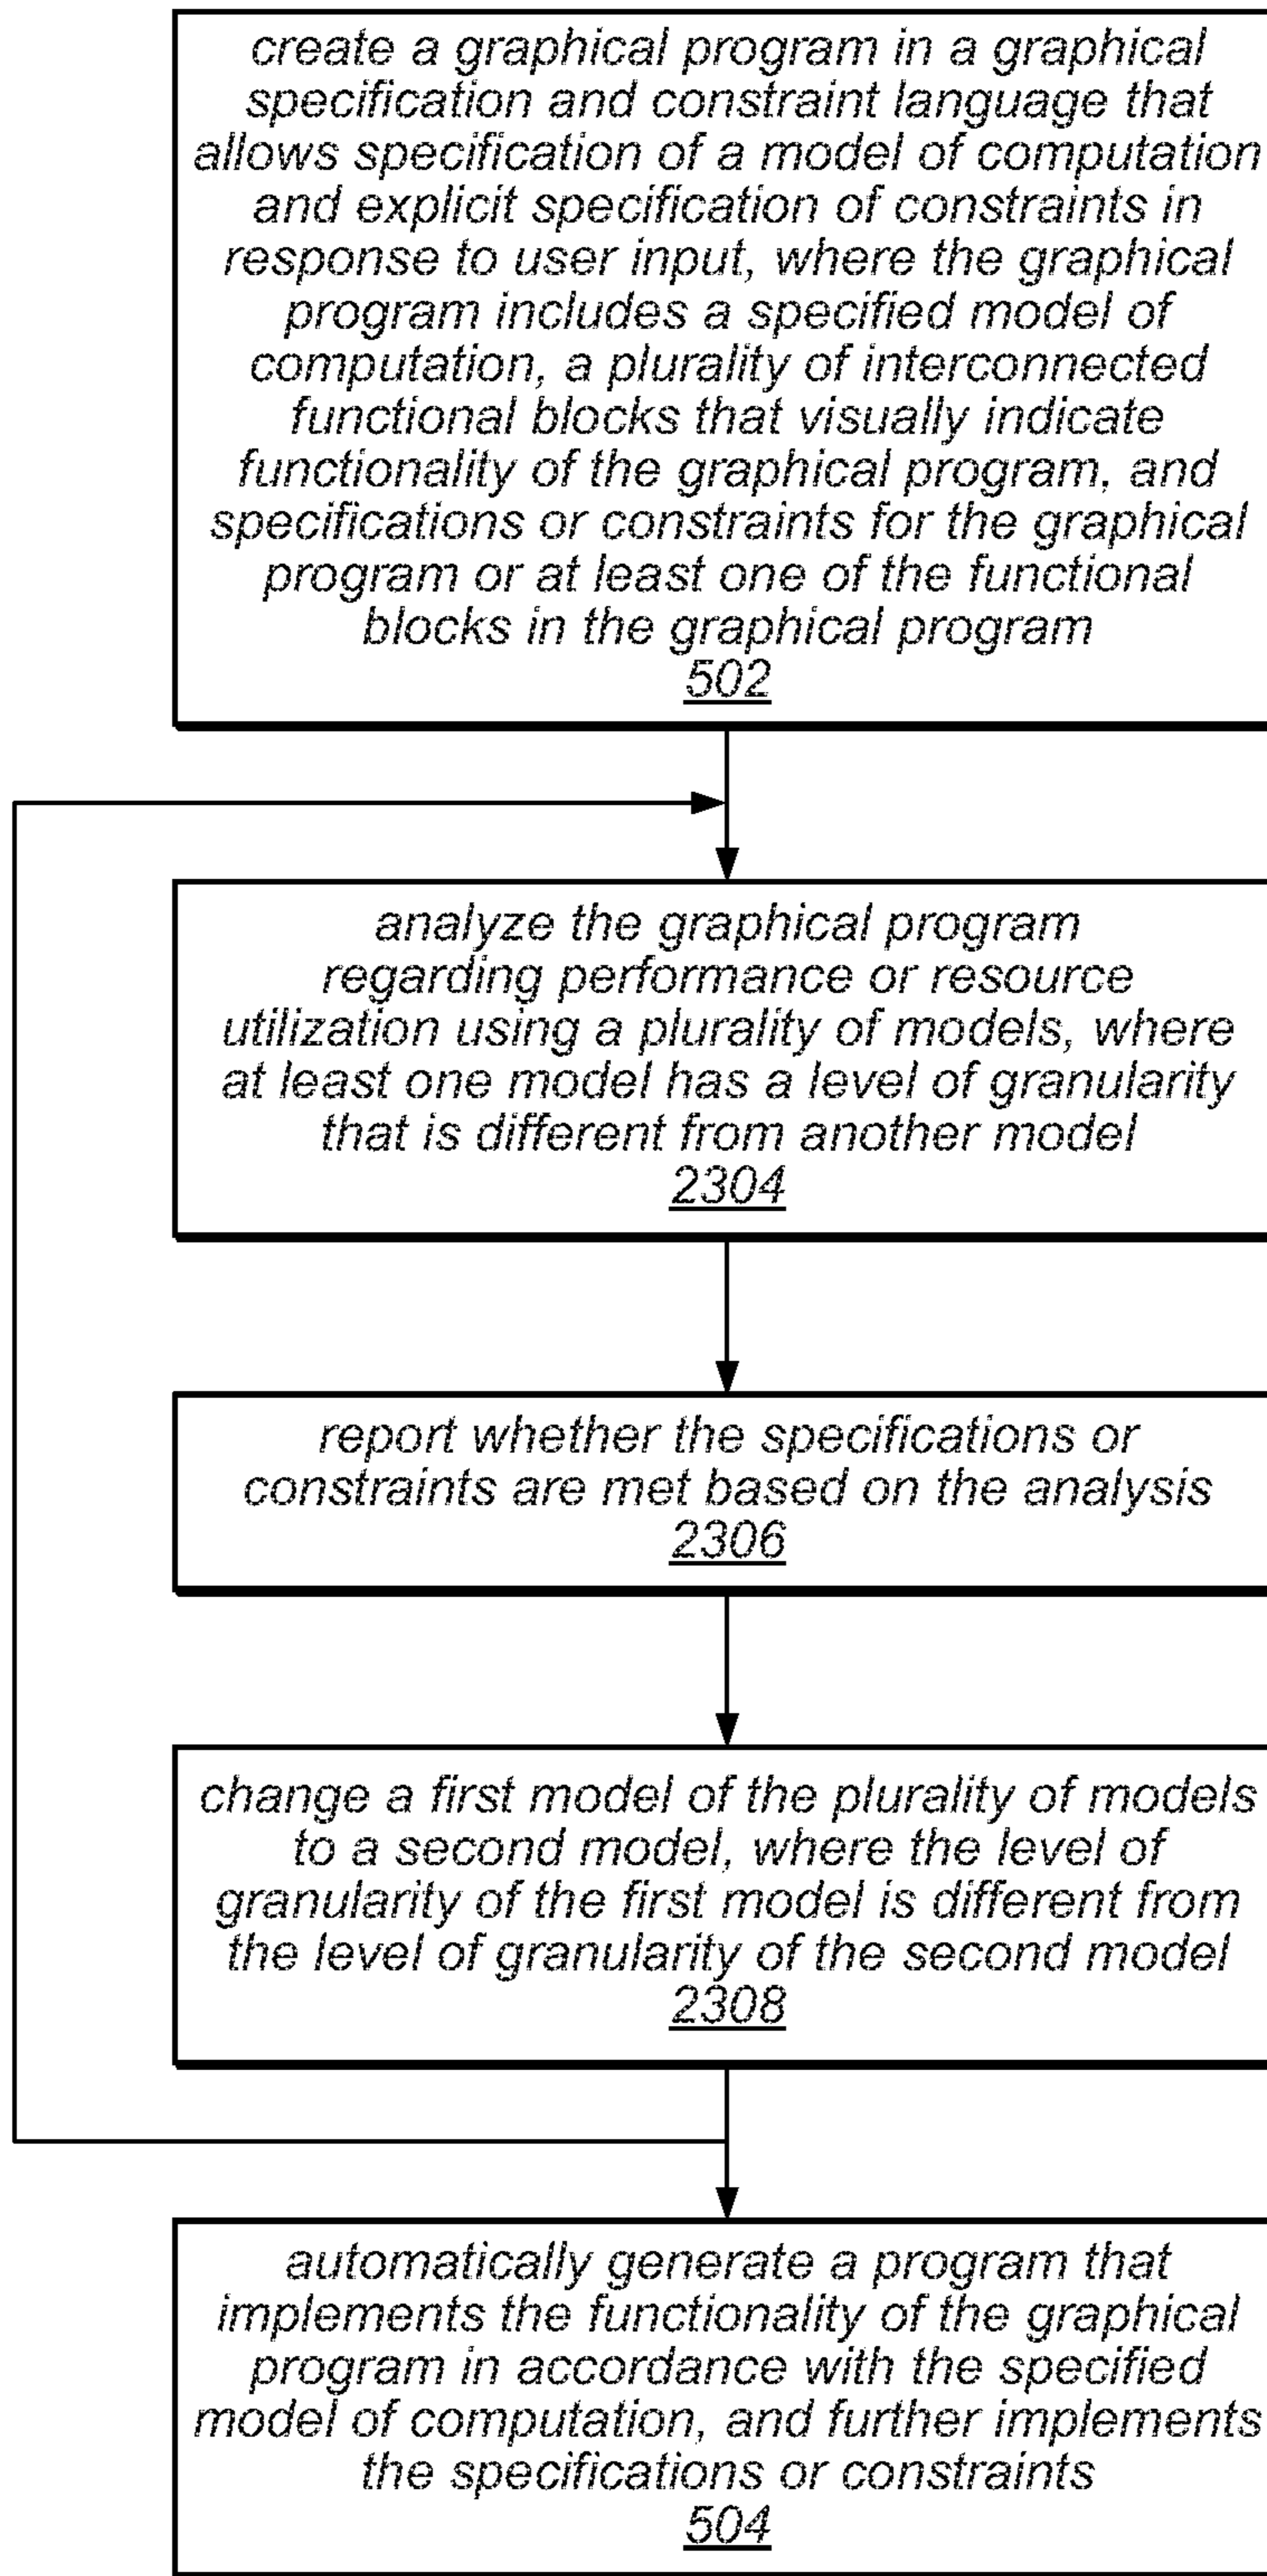 create a graphical program in a graphical
specification and constraint language that
allows specification of a model of computation
and explicit specification of constraints in
response to user input, where the graphical
program includes a specified model of
computation, a plurality of interconnected
functional blocks that visually indicate
functionality of the graphical program, and
specifications or constraints for the graphical
program or at least one of the functional
blocks in the graphical program
502
analyze the graphical program
regarding performance or resource
utilization using a plurality of models, where
at least one model has a level of granularity
that is different from another model
2304
report whether the specifications or
constraints are met based on the analysis
2306
change a first model of the plurality of models
to a second model, where the level of
granularity of the first model is different from
the level of granularity of the second model
2308
automatically generate a program that
implements the functionality of the graphical
program in accordance with the specified
model of computation, and further implements
the specifications or constraints
504